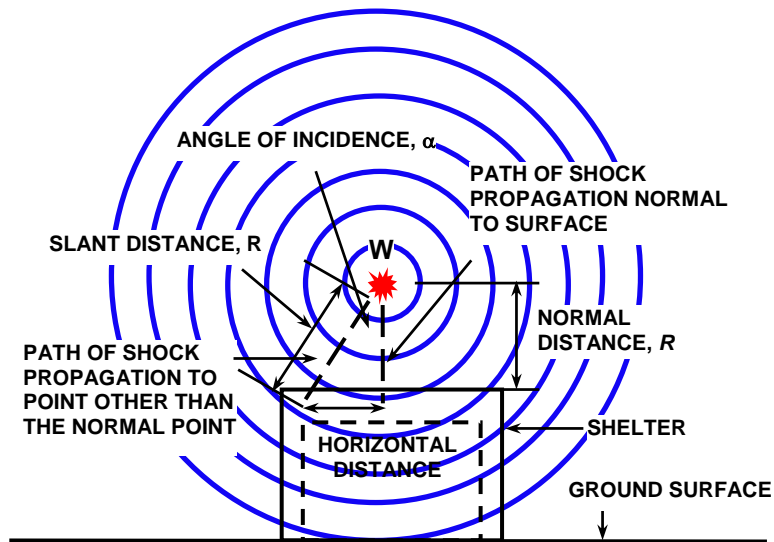 ANGLE OF INCIDENCE, α
PATH OF SHOCK
PROPAGATION NORMAL
TO SURFACE
SLANT DISTANCE, R
W
NORMAL
DISTANCE, R
PATH OF SHOCK
PROPAGATION TO
POINT OTHER THAN
THE NORMAL POINT
HORIZONTAL
DISTANCE
SHELTER
GROUND SURFACE